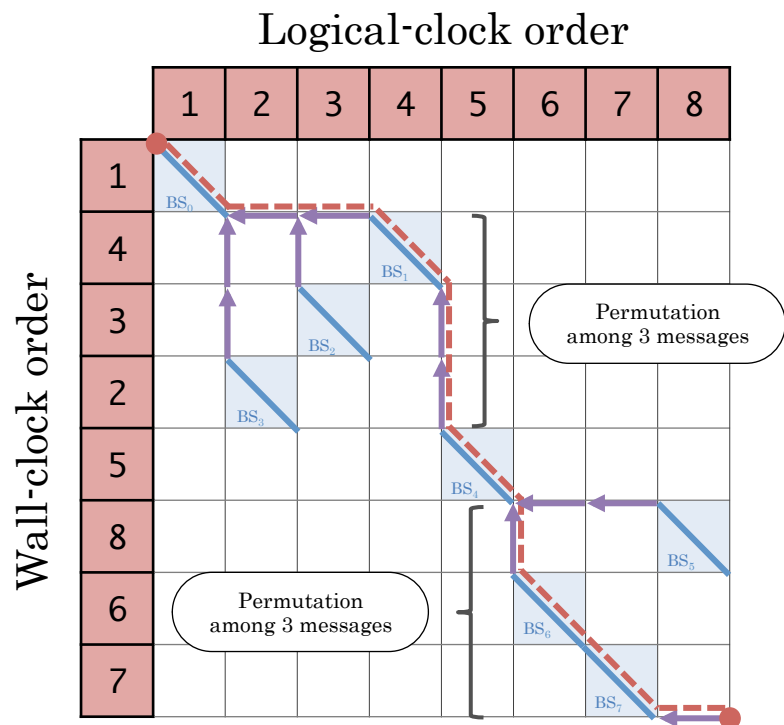 Logical-clock order
1 2 3 4 5 6 7 8
Wall-clock order
1
BS₀
4
BS₁
3
BS₂
Permutation
among 3 messages
2
BS₃
5
BS₄
8
BS₅
6
Permutation
among 3 messages
BS₆
7
BS₇